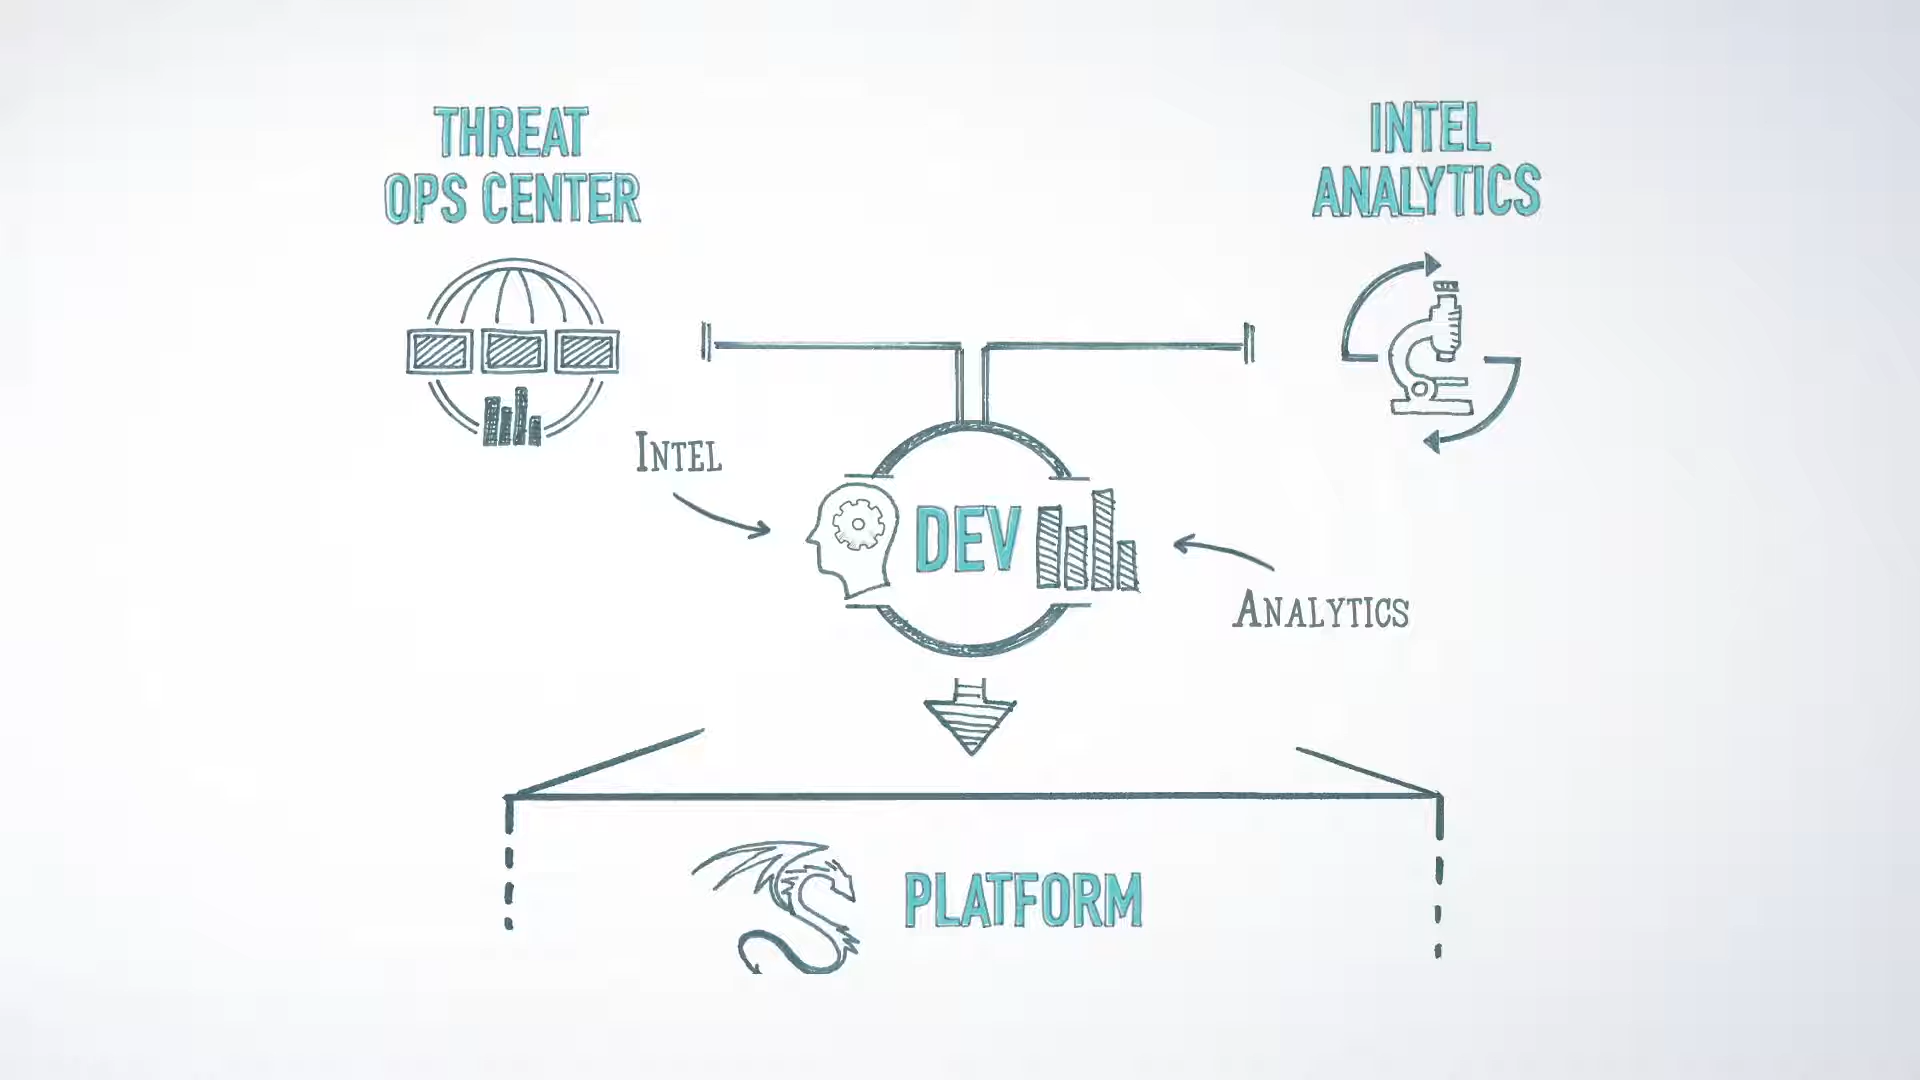 THREAT
OPS CENTER
INTEL
ANALYTICS
INTEL
DEV
ANALYTICS
PLATFORM